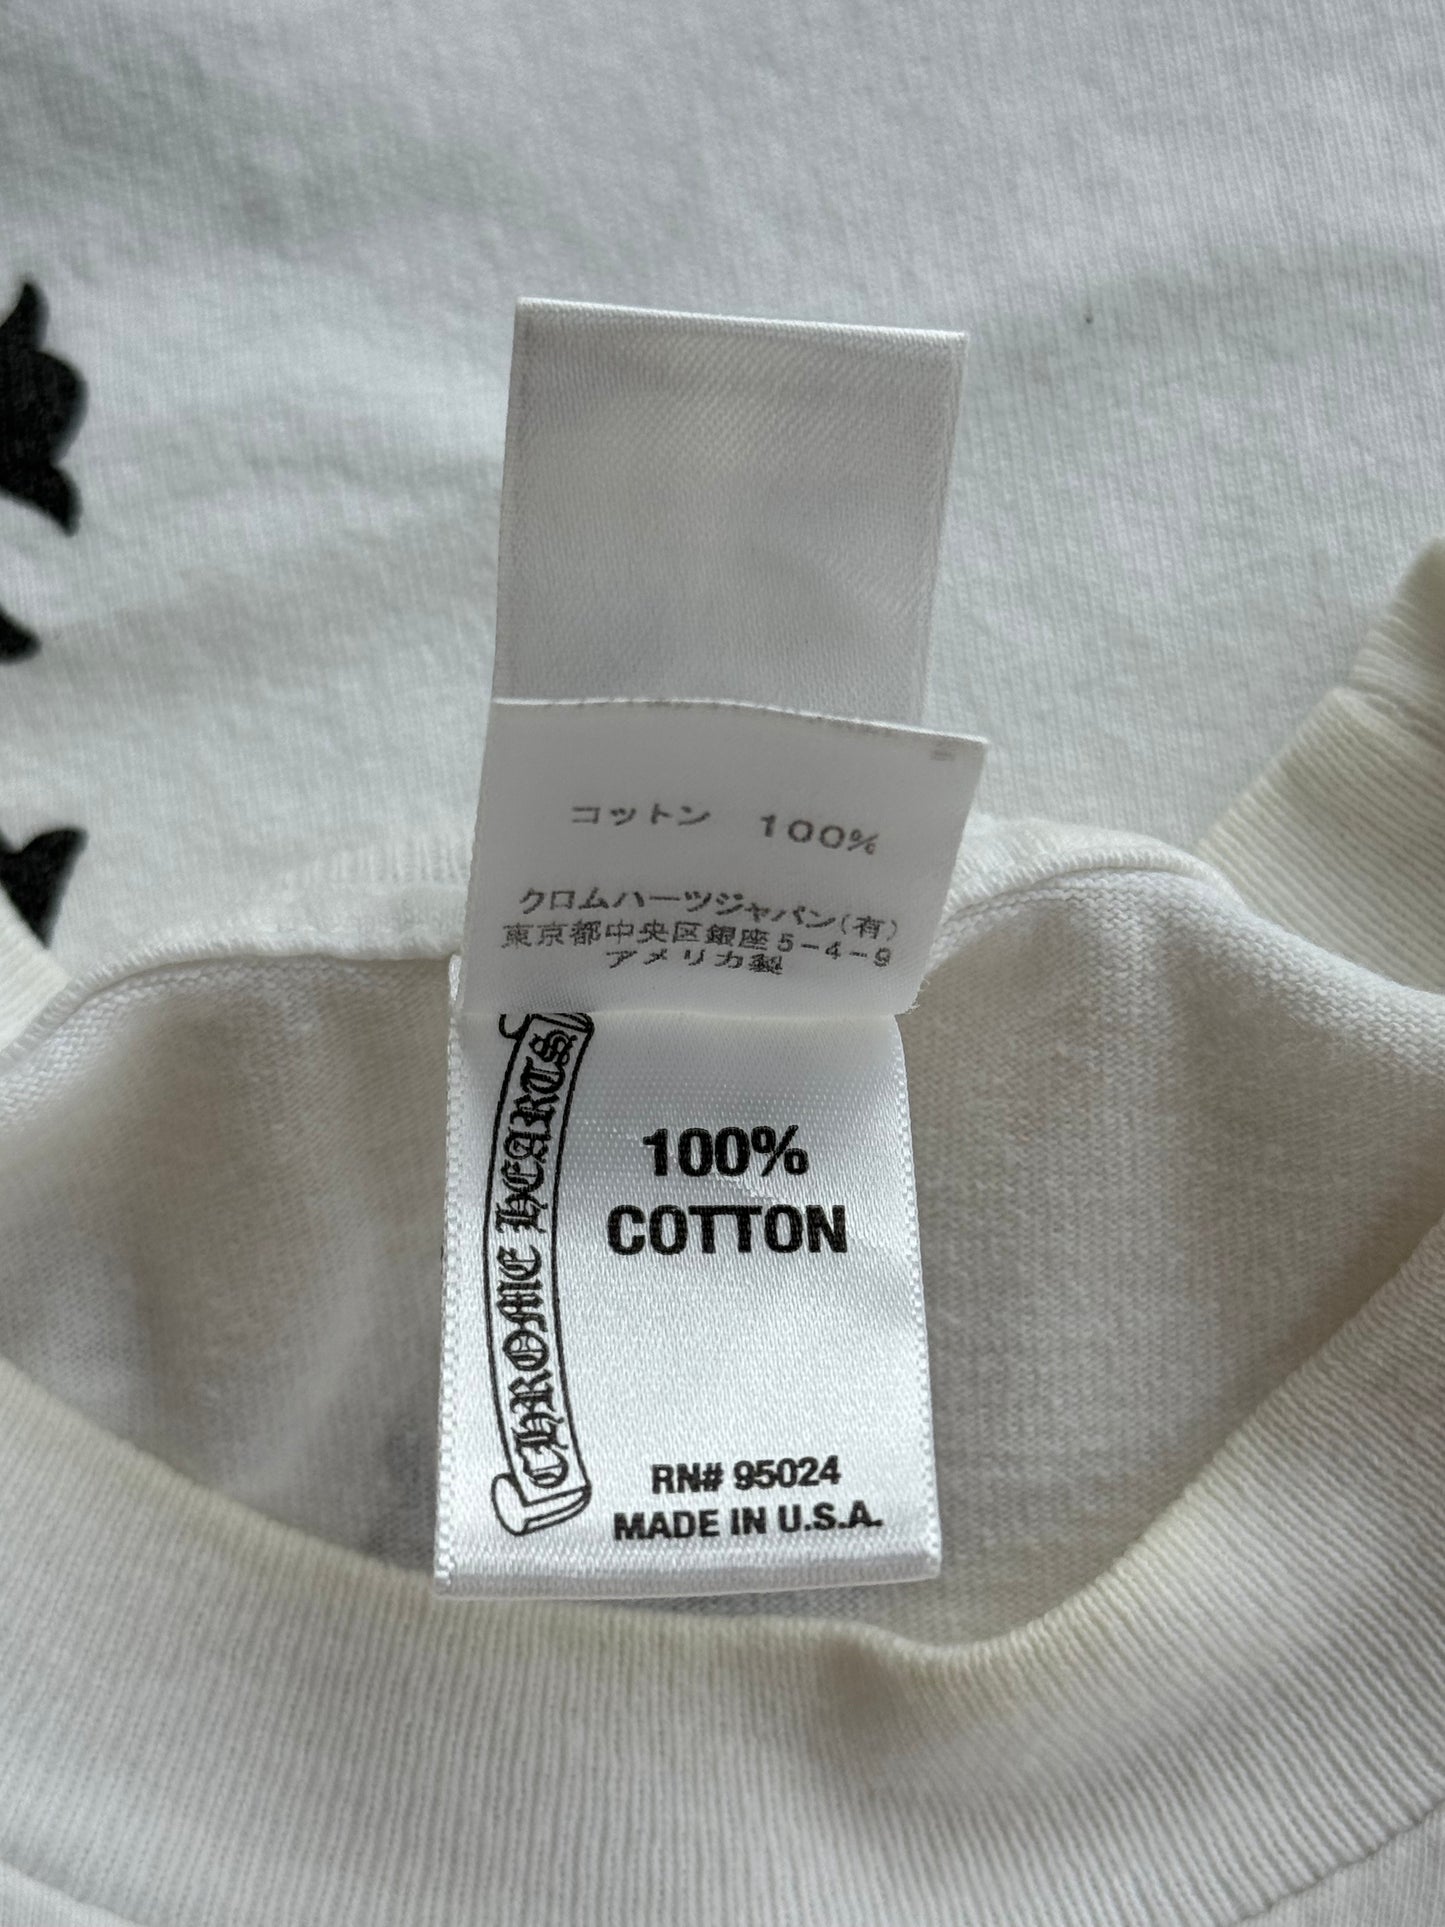 コットン 100%
クロムハーツジャパン(有)
東京都中央区銀座5-4-9
アメリカ製
CHROME HEARTS
100%
COTTON
RN# 95024
MADE IN U.S.A.